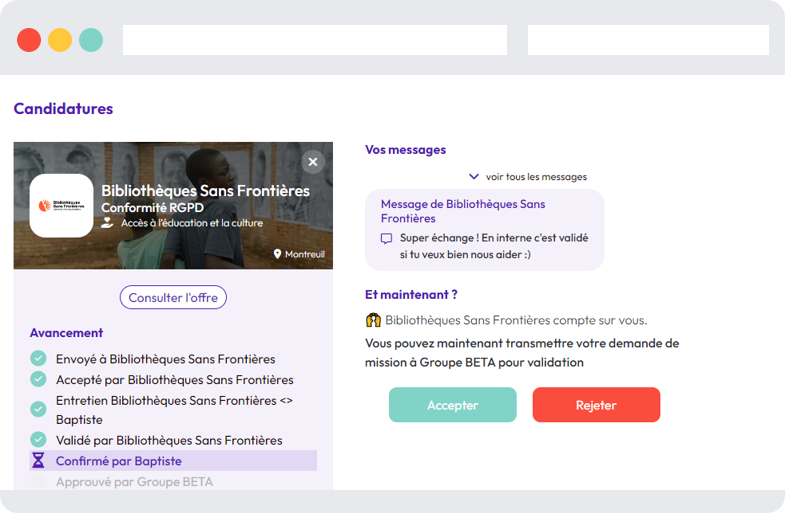 Candidatures
Bibliothèques
Sans Frontières
Bibliothèques Sans Frontières
Conformité RGPD
Accès à l'éducation et la culture
Montreuil
Consulter l'offre
Avancement
Envoyé à Bibliothèques Sans Frontières
Accepté par Bibliothèques Sans Frontières
Entretien Bibliothèques Sans Frontières <>
Baptiste
Validé par Bibliothèques Sans Frontières
Confirmé par Baptiste
Approuvé par Groupe BETA
Vos messages
voir tous les messages
Message de Bibliothèques Sans
Frontières
Super échange ! En interne c'est validé
si tu veux bien nous aider :)
Et maintenant ?
Bibliothèques Sans Frontières compte sur vous.
Vous pouvez maintenant transmettre votre demande de
mission à Groupe BETA pour validation
Accepter
Rejeter